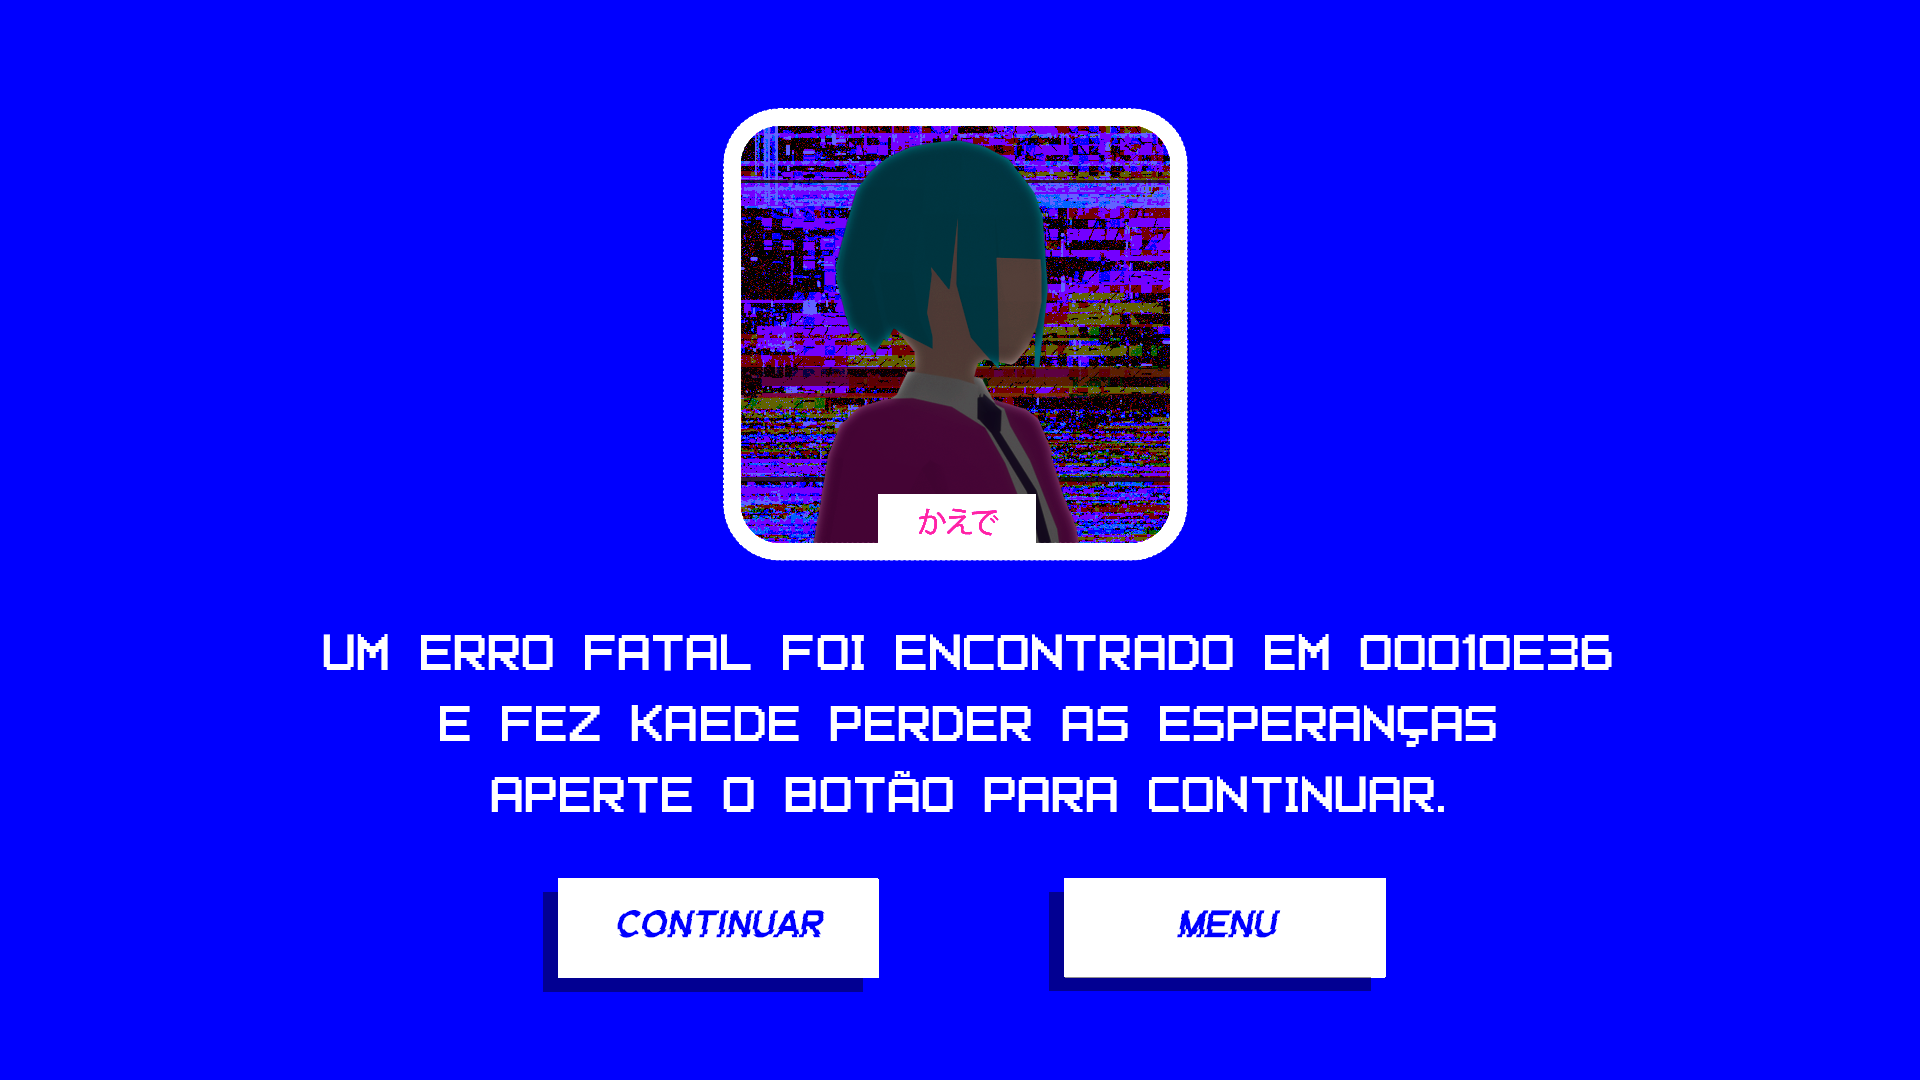 かえで
UM ERRO FATAL FOI ENCONTRADO EM 00010E36
E FEZ KAEDE PERDER AS ESPERANÇAS
APERTE O BOTÃO PARA CONTINUAR.
CONTINUAR
MENU